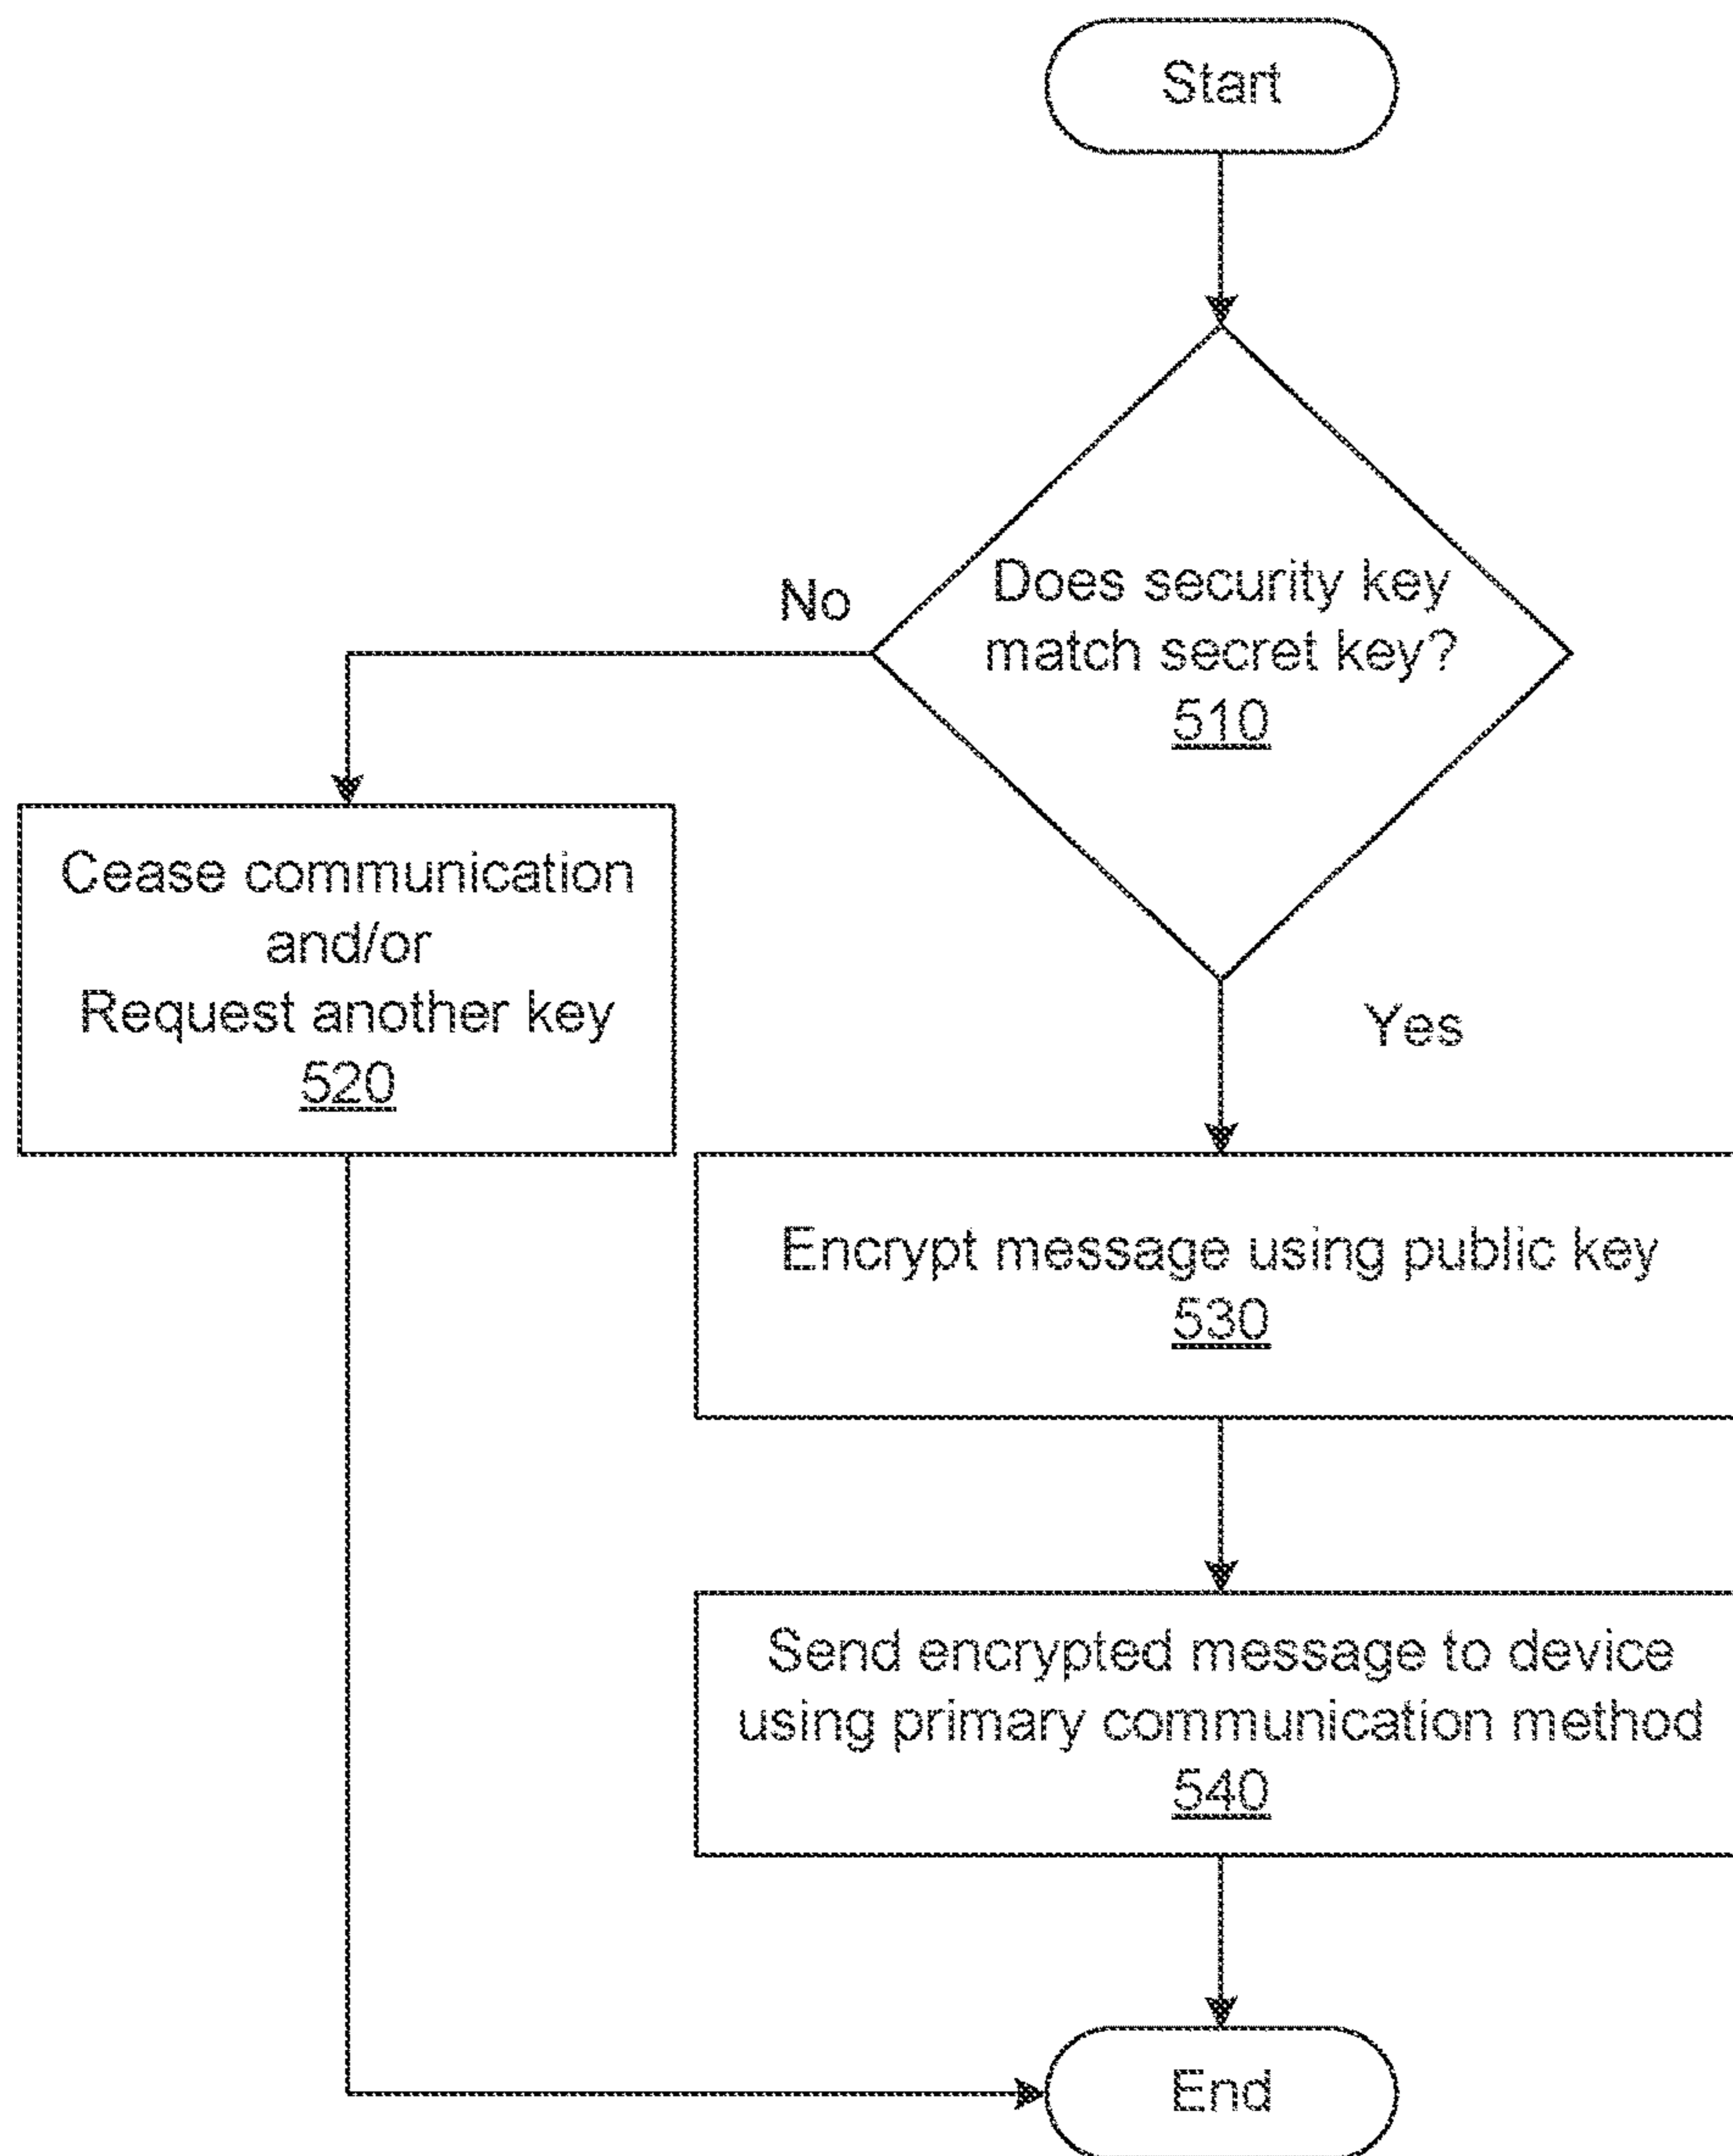 Start
Does security key
match secret key?
510
No
Cease communication
and/or
Request another key
520
Yes
Encrypt message using public key
530
Send encrypted message to device
using primary communication method
540
End